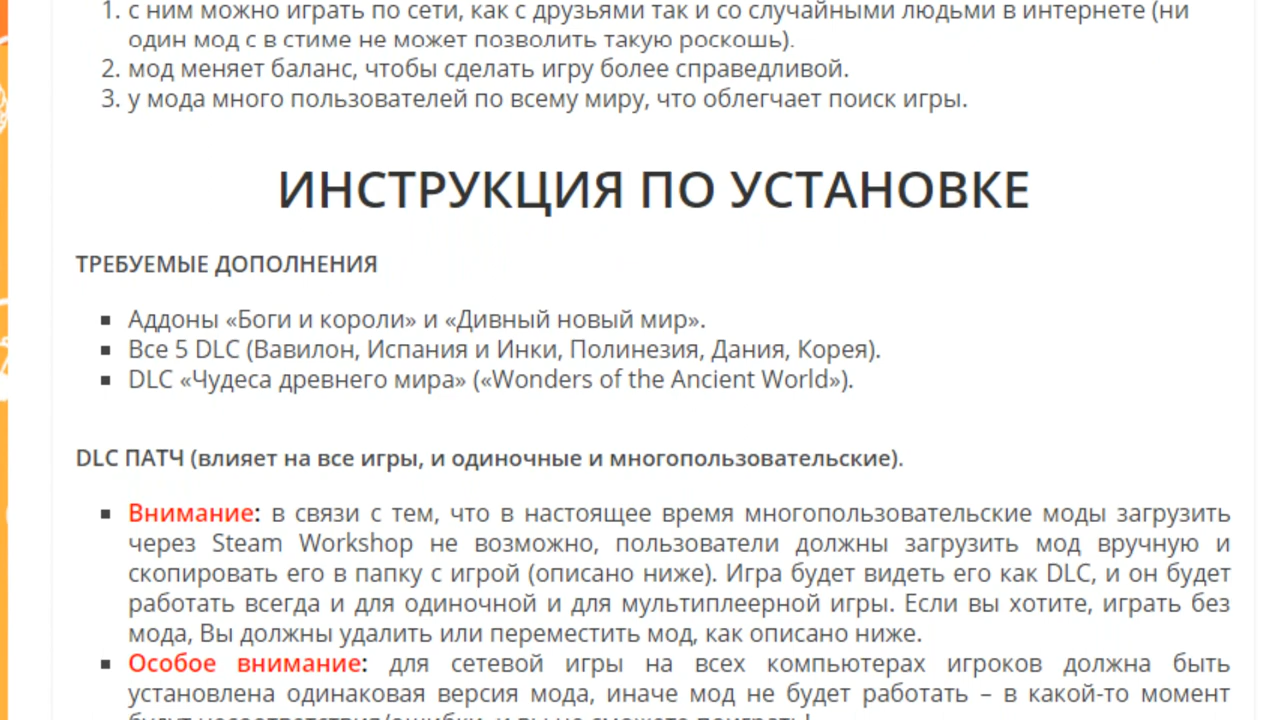 1. с ним можно играть по сети, как с друзьями так и со случайными людьми в интернете (ни
один мод с в стиме не может позволить такую роскошь).
2. мод меняет баланс, чтобы сделать игру более справедливой.
3. у мода много пользователей по всему миру, что облегчает поиск игры.
ИНСТРУКЦИЯ ПО УСТАНОВКЕ
ТРЕБУЕМЫЕ ДОПОЛНЕНИЯ
▪ Аддоны «Боги и короли» и «Дивный новый мир».
▪ Все 5 DLC (Вавилон, Испания и Инки, Полинезия, Дания, Корея).
▪ DLC «Чудеса древнего мира» («Wonders of the Ancient World»).
DLC ПАТЧ (влияет на все игры, и одиночные и многопользовательские).
▪ Внимание: в связи с тем, что в настоящее время многопользовательские моды загрузить
через Steam Workshop не возможно, пользователи должны загрузить мод вручную и
скопировать его в папку с игрой (описано ниже). Игра будет видеть его как DLC, и он будет
работать всегда и для одиночной и для мультиплеерной игры. Если вы хотите, играть без
мода, Вы должны удалить или переместить мод, как описано ниже.
▪ Особое внимание: для сетевой игры на всех компьютерах игроков должна быть
установлена одинаковая версия мода, иначе мод не будет работать – в какой-то момент